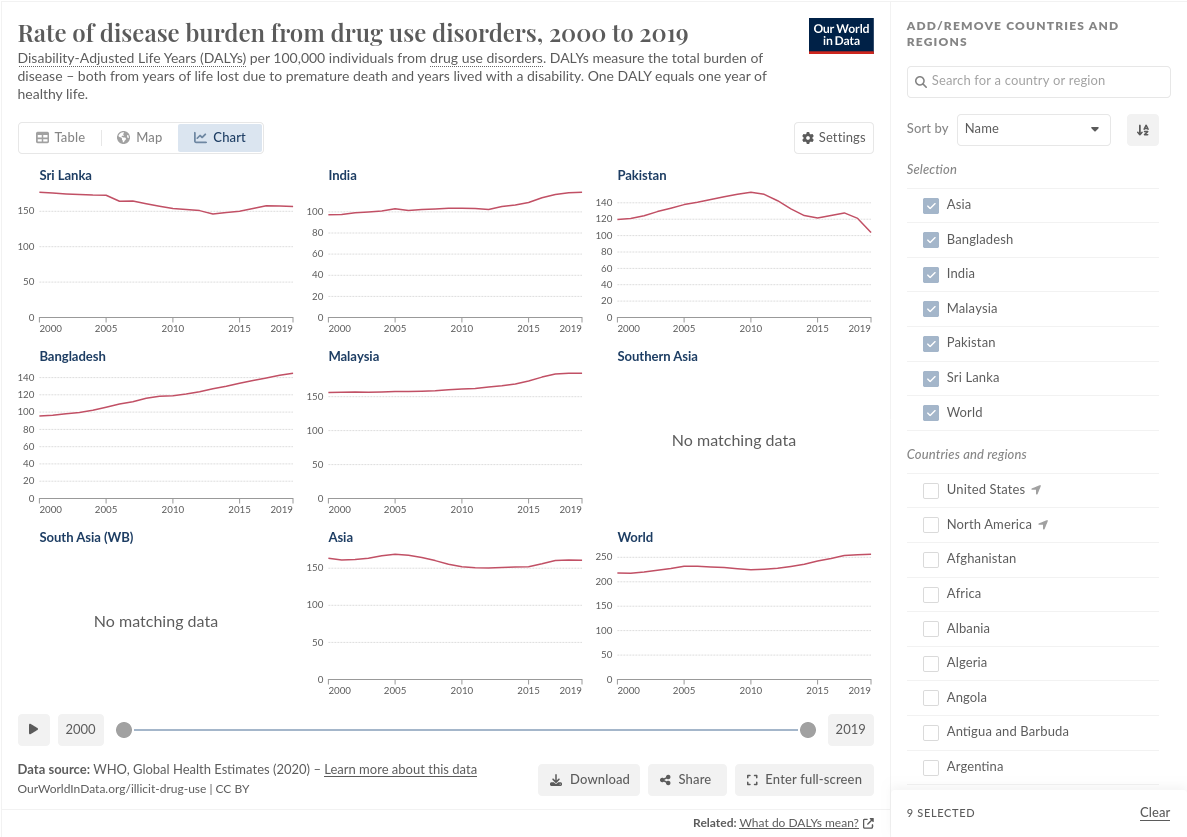 Rate of disease burden from drug use disorders, 2000 to 2019
Disability-Adjusted Life Years (DALYs) per 100,000 individuals from drug use disorders. DALYs measure the total burden of
disease – both from years of life lost due to premature death and years lived with a disability. One DALY equals one year of
healthy life.
Our World
in Data
Table
Map
Chart
Settings
Sri Lanka
150
100
50
0
2000
2005
2010
2015
2019
India
100
80
60
40
20
0
2000
2005
2010
2015
2019
Pakistan
140
120
100
80
60
40
20
0
2000
2005
2010
2015
2019
Bangladesh
140
120
100
80
60
40
20
0
2000
2005
2010
2015
2019
Malaysia
150
100
50
0
2000
2005
2010
2015
2019
Southern Asia
No matching data
South Asia (WB)
No matching data
Asia
150
100
50
0
2000
2005
2010
2015
2019
World
250
200
150
100
50
0
2000
2005
2010
2015
2019
2000
2019
Data source: WHO, Global Health Estimates (2020) – Learn more about this data
OurWorldInData.org/illicit-drug-use | CC BY
Download
Share
Enter full-screen
Related: What do DALYs mean?
ADD/REMOVE COUNTRIES AND
REGIONS
Search for a country or region
Sort by
Name
Selection
Asia
Bangladesh
India
Malaysia
Pakistan
Sri Lanka
World
Countries and regions
United States
North America
Afghanistan
Africa
Albania
Algeria
Angola
Antigua and Barbuda
Argentina
9 SELECTED
Clear